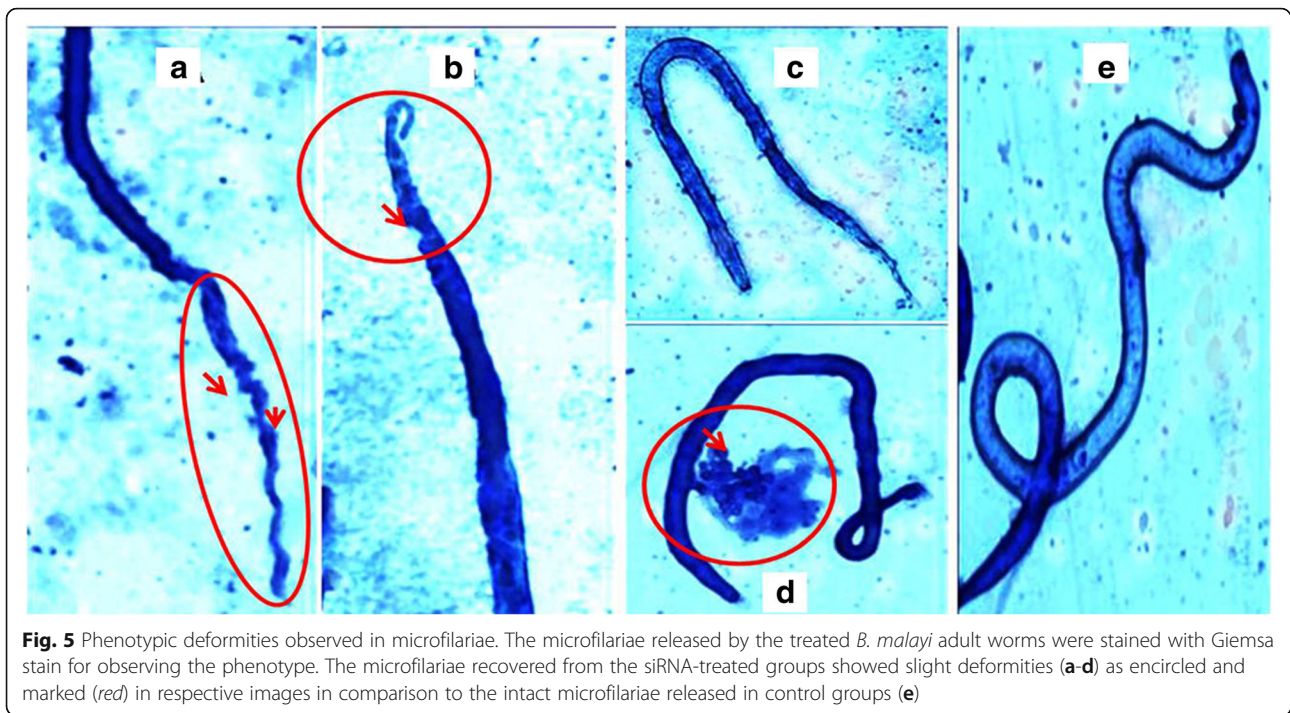 a
b
c
e
d
Fig. 5 Phenotypic deformities observed in microfilariae. The microfilariae released by the treated B. malayi adult worms were stained with Giemsa
stain for observing the phenotype. The microfilariae recovered from the siRNA-treated groups showed slight deformities (a-d) as encircled and
marked (red) in respective images in comparison to the intact microfilariae released in control groups (e)